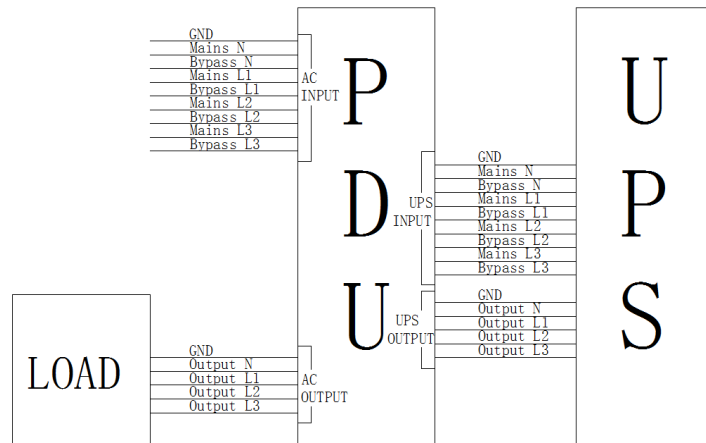 GND
Mains N
Bypass N
Mains L1
Bypass L1
Mains L2
Bypass L2
Mains L3
Bypass L3
AC
INPUT
P
D
U
UPS
INPUT
GND
Mains N
Bypass N
Mains L1
Bypass L1
Mains L2
Bypass L2
Mains L3
Bypass L3
UPS
OUTPUT
GND
Output N
Output L1
Output L2
Output L3
U
P
S
LOAD
GND
Output N
Output L1
Output L2
Output L3
AC
OUTPUT